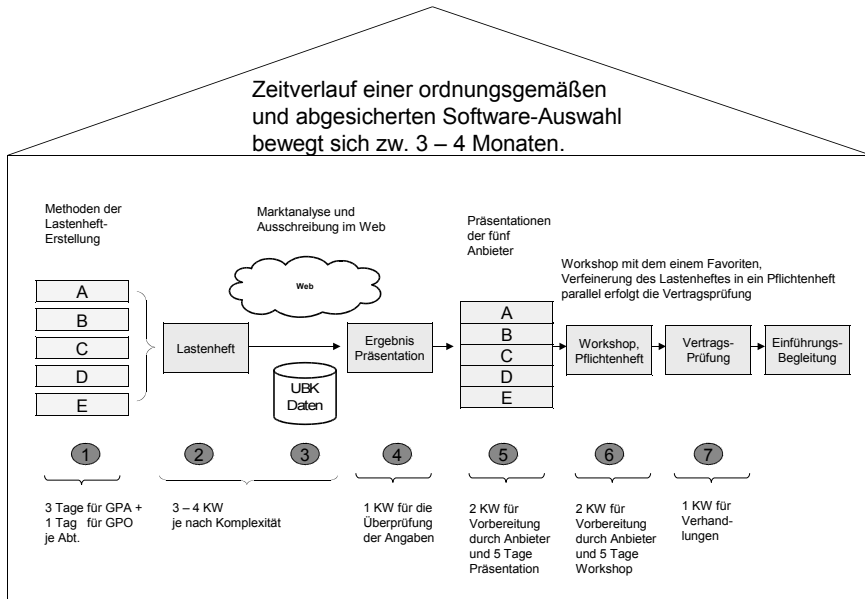 Zeitverlauf einer ordnungsgemäßen
und abgesicherten Software-Auswahl
bewegt sich zw. 3 – 4 Monaten.
Methoden der
Lastenheft-
Erstellung
Marktanalyse und
Ausschreibung im Web
Präsentationen
der fünf
Anbieter
Workshop mit dem einem Favoriten,
Verfeinerung des Lastenheftes in ein Pflichtenheft
parallel erfolgt die Vertragsprüfung
A
B
C
D
E
Lastenheft
Web
UBK
Daten
Ergebnis
Präsentation
A
B
C
D
E
Workshop,
Pflichtenheft
Vertrags-
Prüfung
Einführungs-
Begleitung
1
2
3
4
5
6
7
3 Tage für GPA +
1 Tag für GPO
je Abt.
3 – 4 KW
je nach Komplexität
1 KW für die
Überprüfung
der Angaben
2 KW für
Vorbereitung
durch Anbieter
und 5 Tage
Präsentation
2 KW für
Vorbereitung
durch Anbieter
und 5 Tage
Workshop
1 KW für
Verhand-
lungen